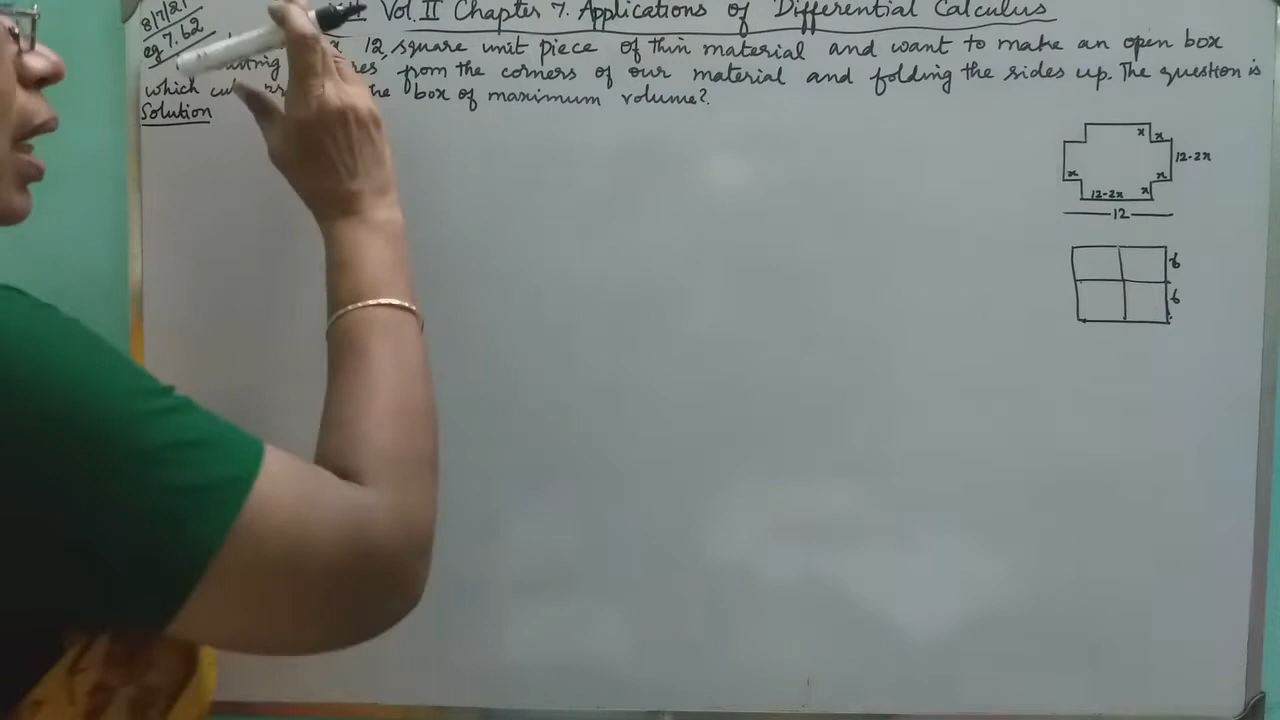 8/7/21
eg 7.62
Vol. II Chapter 7. Applications of Differential Calculus
12 square unit piece of thin material and want to make an open box
from the corners of our material and folding the sides up. The question is
which box of maximum volume?
Solution
x x
12-2x
x x
12-2x x
12
6
6